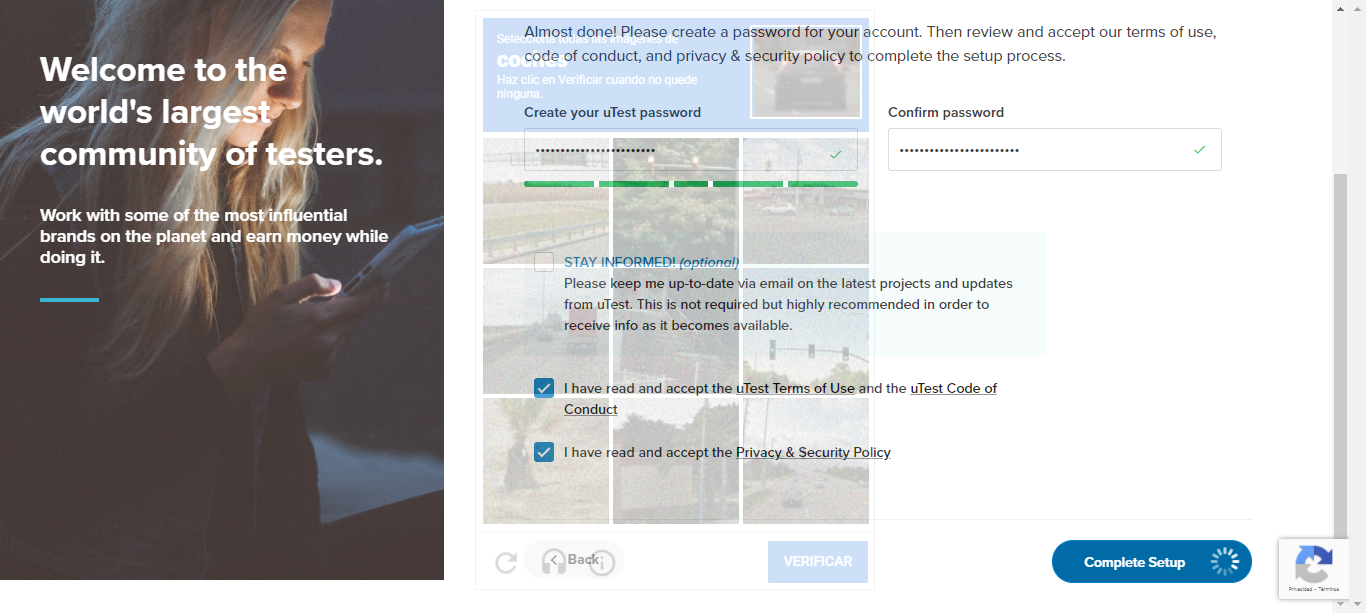 Welcome to the
world's largest
community of testers.
Work with some of the most influential
brands on the planet and earn money while
doing it.
Almost done! Please create a password for your account. Then review and accept our terms of use,
code of conduct, and privacy & security policy to complete the setup process.
Selecciona todas las imágenes de
coches
Haz clic en Verificar cuando no quede
ninguna.
Create your uTest password
Confirm password
STAY INFORMED! (optional)
Please keep me up-to-date via email on the latest projects and updates
from uTest. This is not required but highly recommended in order to
receive info as it becomes available.
I have read and accept the uTest Terms of Use and the uTest Code of
Conduct
I have read and accept the Privacy & Security Policy
Back
VERIFICAR
Complete Setup
Privacidad - Términos